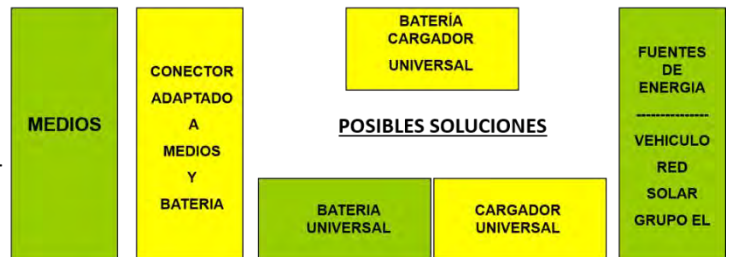 MEDIOS
CONECTOR
ADAPTADO
A
MEDIOS
Y
BATERIA
BATERÍA
CARGADOR
UNIVERSAL
POSIBLES SOLUCIONES
BATERIA
UNIVERSAL
CARGADOR
UNIVERSAL
FUENTES
DE
ENERGIA
---------------
VEHICULO
RED
SOLAR
GRUPO EL